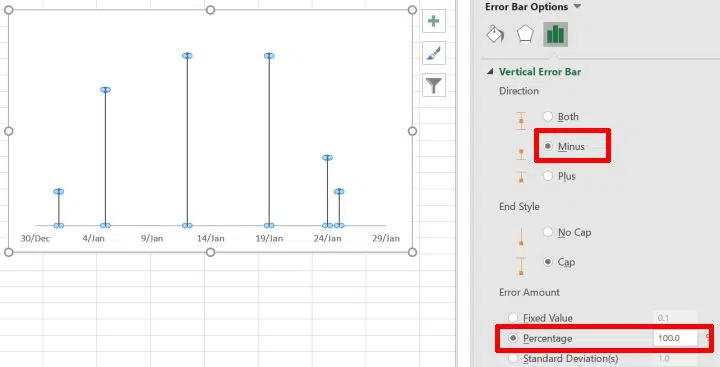 Error Bar Options
Vertical Error Bar
Direction
Both
Minus
Plus
End Style
No Cap
Cap
Error Amount
Fixed Value 0.1
Percentage 100.0 %
Standard Deviation(s) 1.0
30/Dec 4/Jan 9/Jan 14/Jan 19/Jan 24/Jan 29/Jan